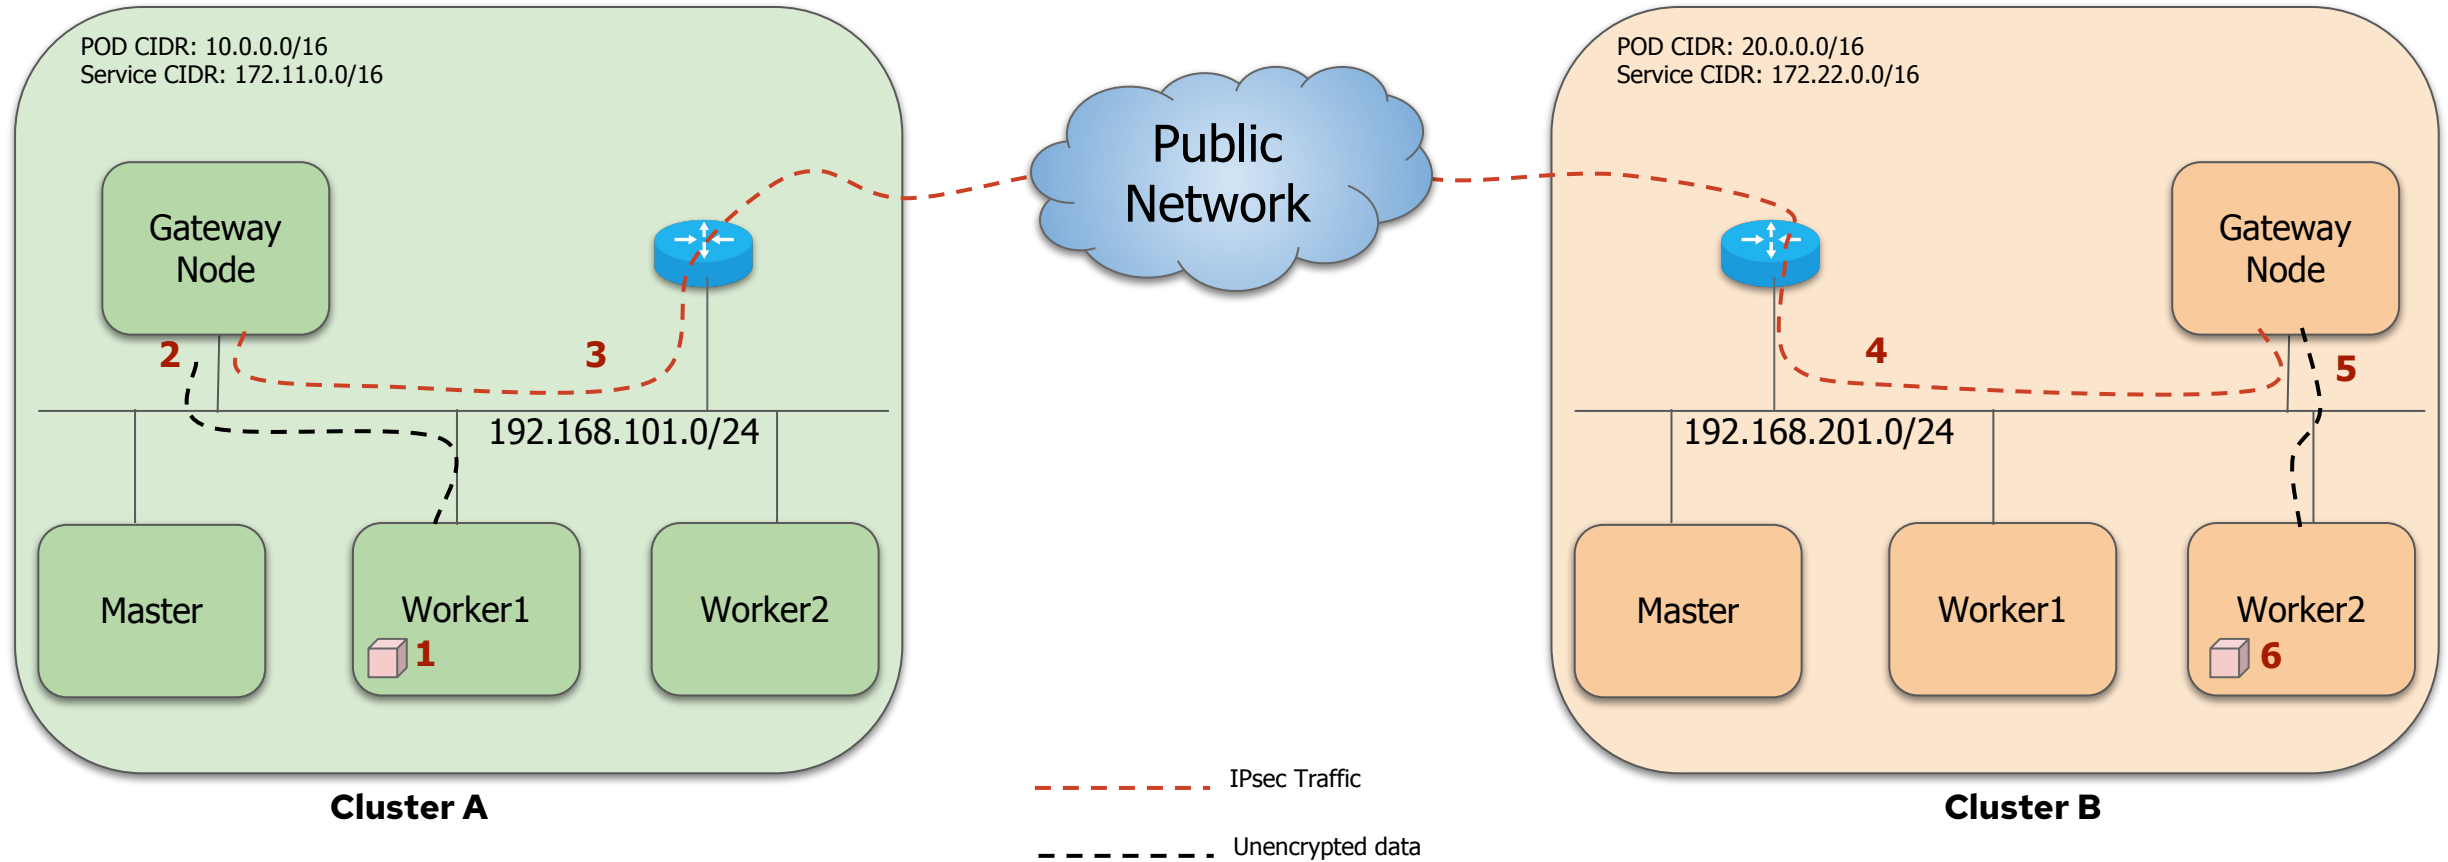 POD CIDR: 10.0.0.0/16
Service CIDR: 172.11.0.0/16
Gateway
Node
2
3
192.168.101.0/24
Master
Worker1
1
Worker2
Cluster A
Public
Network
POD CIDR: 20.0.0.0/16
Service CIDR: 172.22.0.0/16
Gateway
Node
4
5
192.168.201.0/24
Master
Worker1
Worker2
6
Cluster B
IPsec Traffic
Unencrypted data